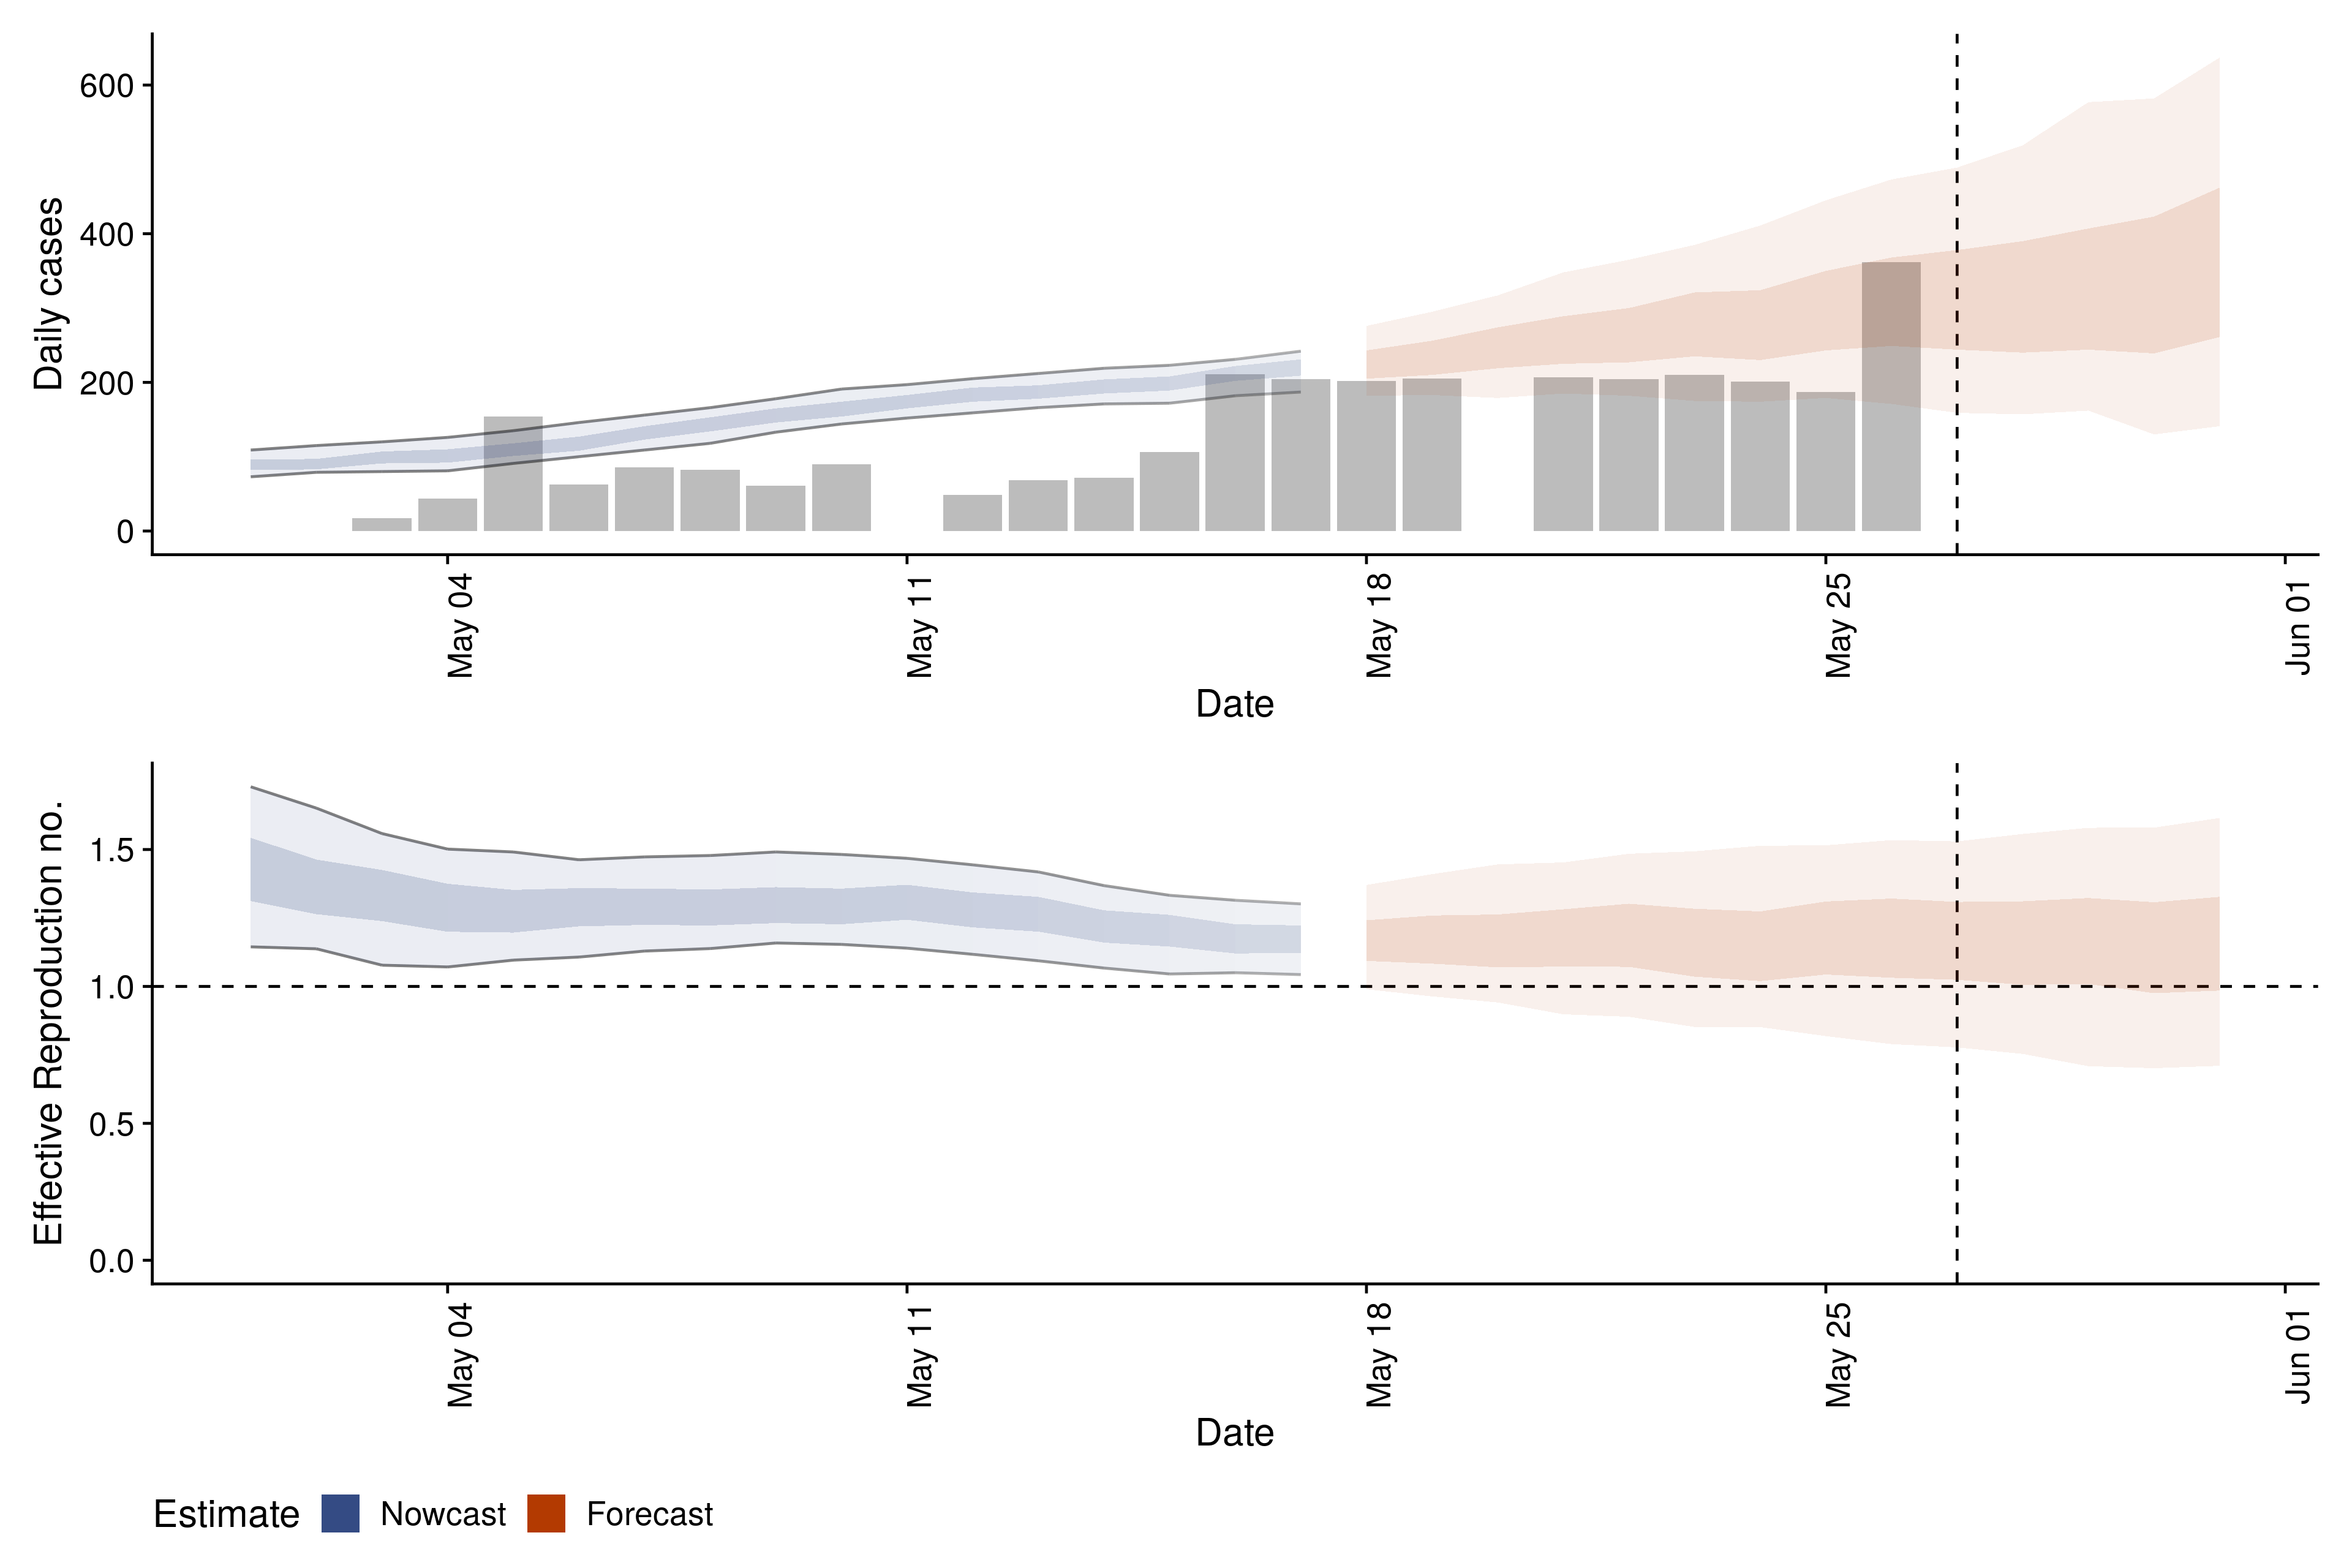 Daily cases
600
400
200
0
May 04
May 11
May 18
May 25
Jun 01
Date
Effective Reproduction no.
1.5
1.0
0.5
0.0
May 04
May 11
May 18
May 25
Jun 01
Date
Estimate Nowcast Forecast